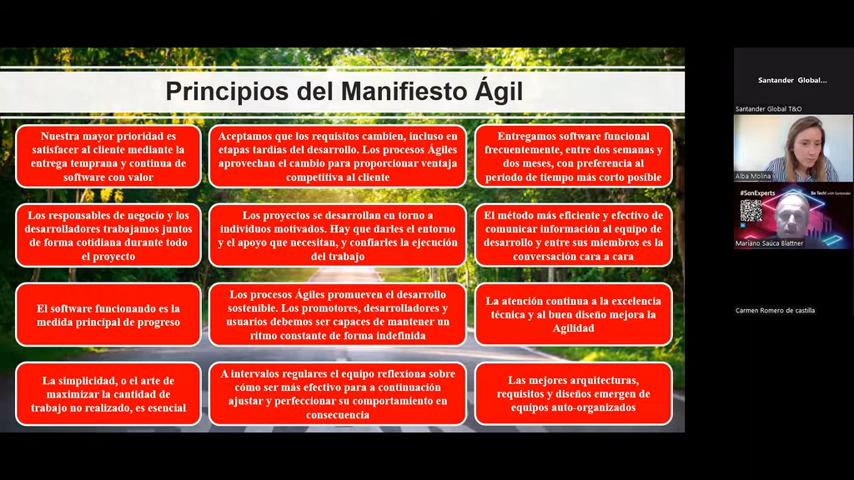 Principios del Manifiesto Ágil
Nuestra mayor prioridad es
satisfacer al cliente mediante la
entrega temprana y continua de
software con valor
Aceptamos que los requisitos cambien, incluso en
etapas tardías del desarrollo. Los procesos Ágiles
aprovechan el cambio para proporcionar ventaja
competitiva al cliente
Entregamos software funcional
frecuentemente, entre dos semanas y
dos meses, con preferencia al
periodo de tiempo más corto posible
Los responsables de negocio y los
desarrolladores trabajamos juntos
de forma cotidiana durante todo
el proyecto
Los proyectos se desarrollan en torno a
individuos motivados. Hay que darles el entorno
y el apoyo que necesitan, y confiarles la ejecución
del trabajo
El método más eficiente y efectivo de
comunicar información al equipo de
desarrollo y entre sus miembros es la
conversación cara a cara
El software funcionando es la
medida principal de progreso
Los procesos Ágiles promueven el desarrollo
sostenible. Los promotores, desarrolladores y
usuarios debemos ser capaces de mantener un
ritmo constante de forma indefinida
La atención continua a la excelencia
técnica y al buen diseño mejora la
Agilidad
La simplicidad, o el arte de
maximizar la cantidad de
trabajo no realizado, es esencial
A intervalos regulares el equipo reflexiona sobre
cómo ser más efectivo para a continuación
ajustar y perfeccionar su comportamiento en
consecuencia
Las mejores arquitecturas,
requisitos y diseños emergen de
equipos auto-organizados
Santander Global...
Santander Global T&O
Alba Molina
#SonExperts
Be Tech! with Santander
Mariano Saúca Blattner
Carmen Romero de castilla